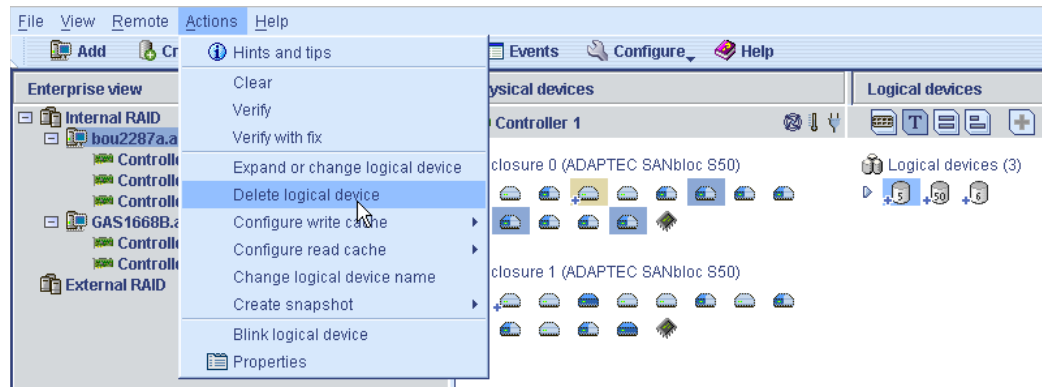 File View Remote Actions Help
Add Cr Events Configure Help
Hints and tips
Clear
Verify
Verify with fix
Expand or change logical device
Delete logical device
Configure write cache
Configure read cache
Change logical device name
Create snapshot
Blink logical device
Properties
Enterprise view
Internal RAID
bou2287a.a
Controlle
Controlle
Controlle
GAS1668B.a
Controlle
Controlle
External RAID
ysical devices
Controller 1
closure 0 (ADAPTEC SANbloc S50)
closure 1 (ADAPTEC SANbloc S50)
Logical devices
T
Logical devices (3)
5 50 6